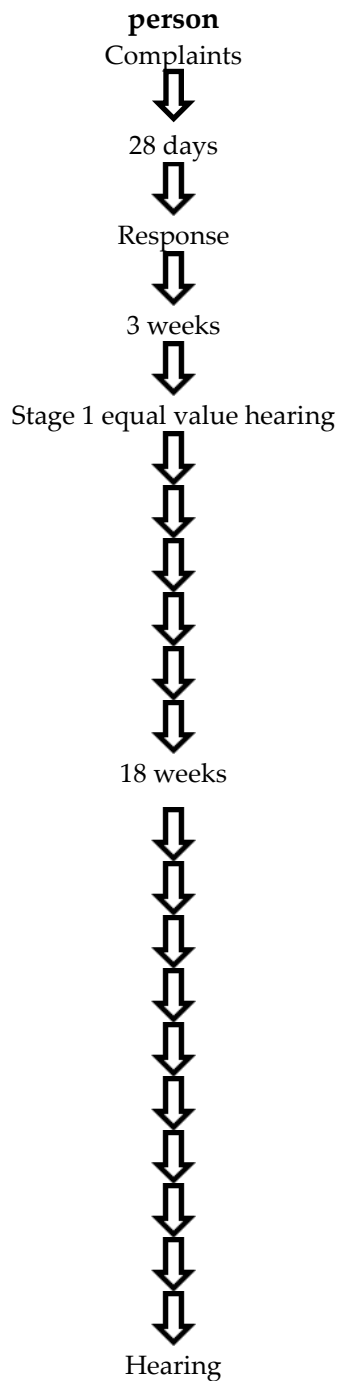 person
Complaints
28 days
Response
3 weeks
Stage 1 equal value hearing
18 weeks
Hearing